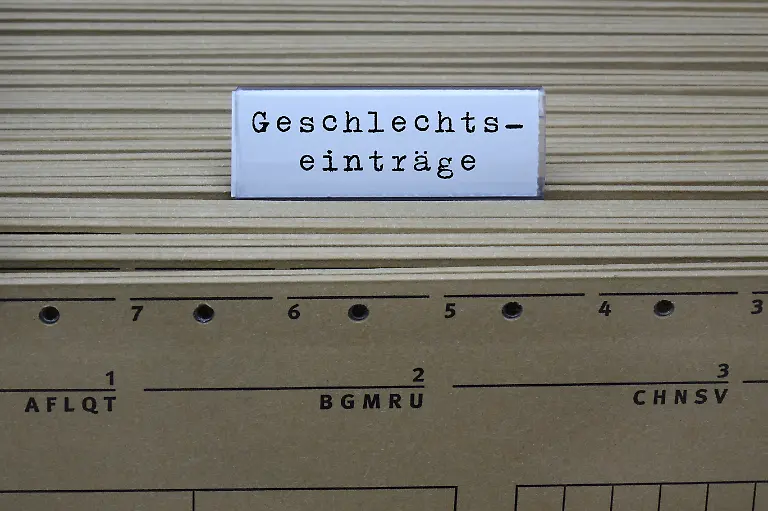 Geschlechts-
einträge
7 6 5 4 3
1 2 3
AFLQT BGMRU CHNSV